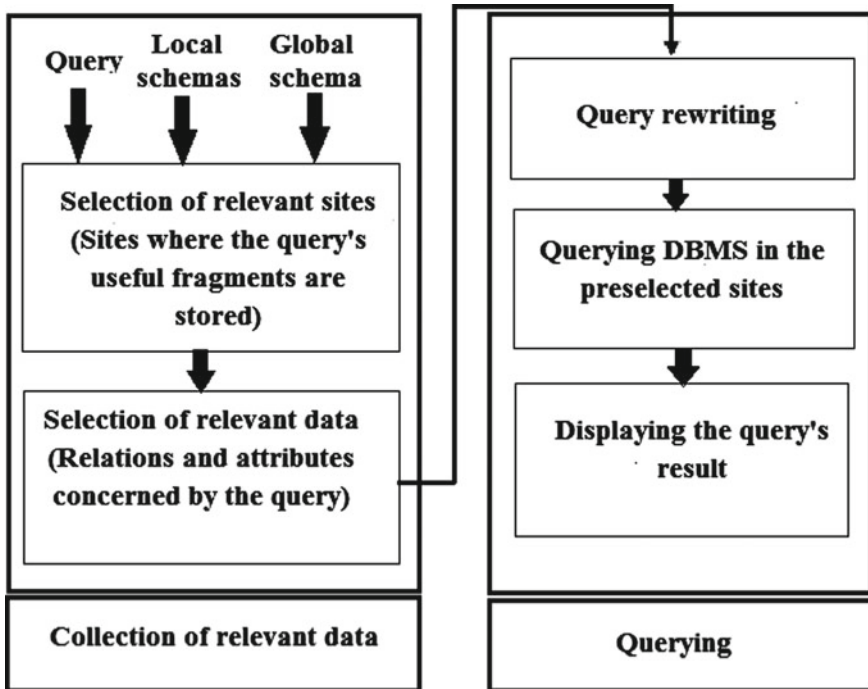 Query
Local
schemas
Global
schema
Selection of relevant sites
(Sites where the query's
useful fragments are
stored)
Selection of relevant data
(Relations and attributes
concerned by the query)
Collection of relevant data
Query rewriting
Querying DBMS in the
preselected sites
Displaying the query's
result
Querying